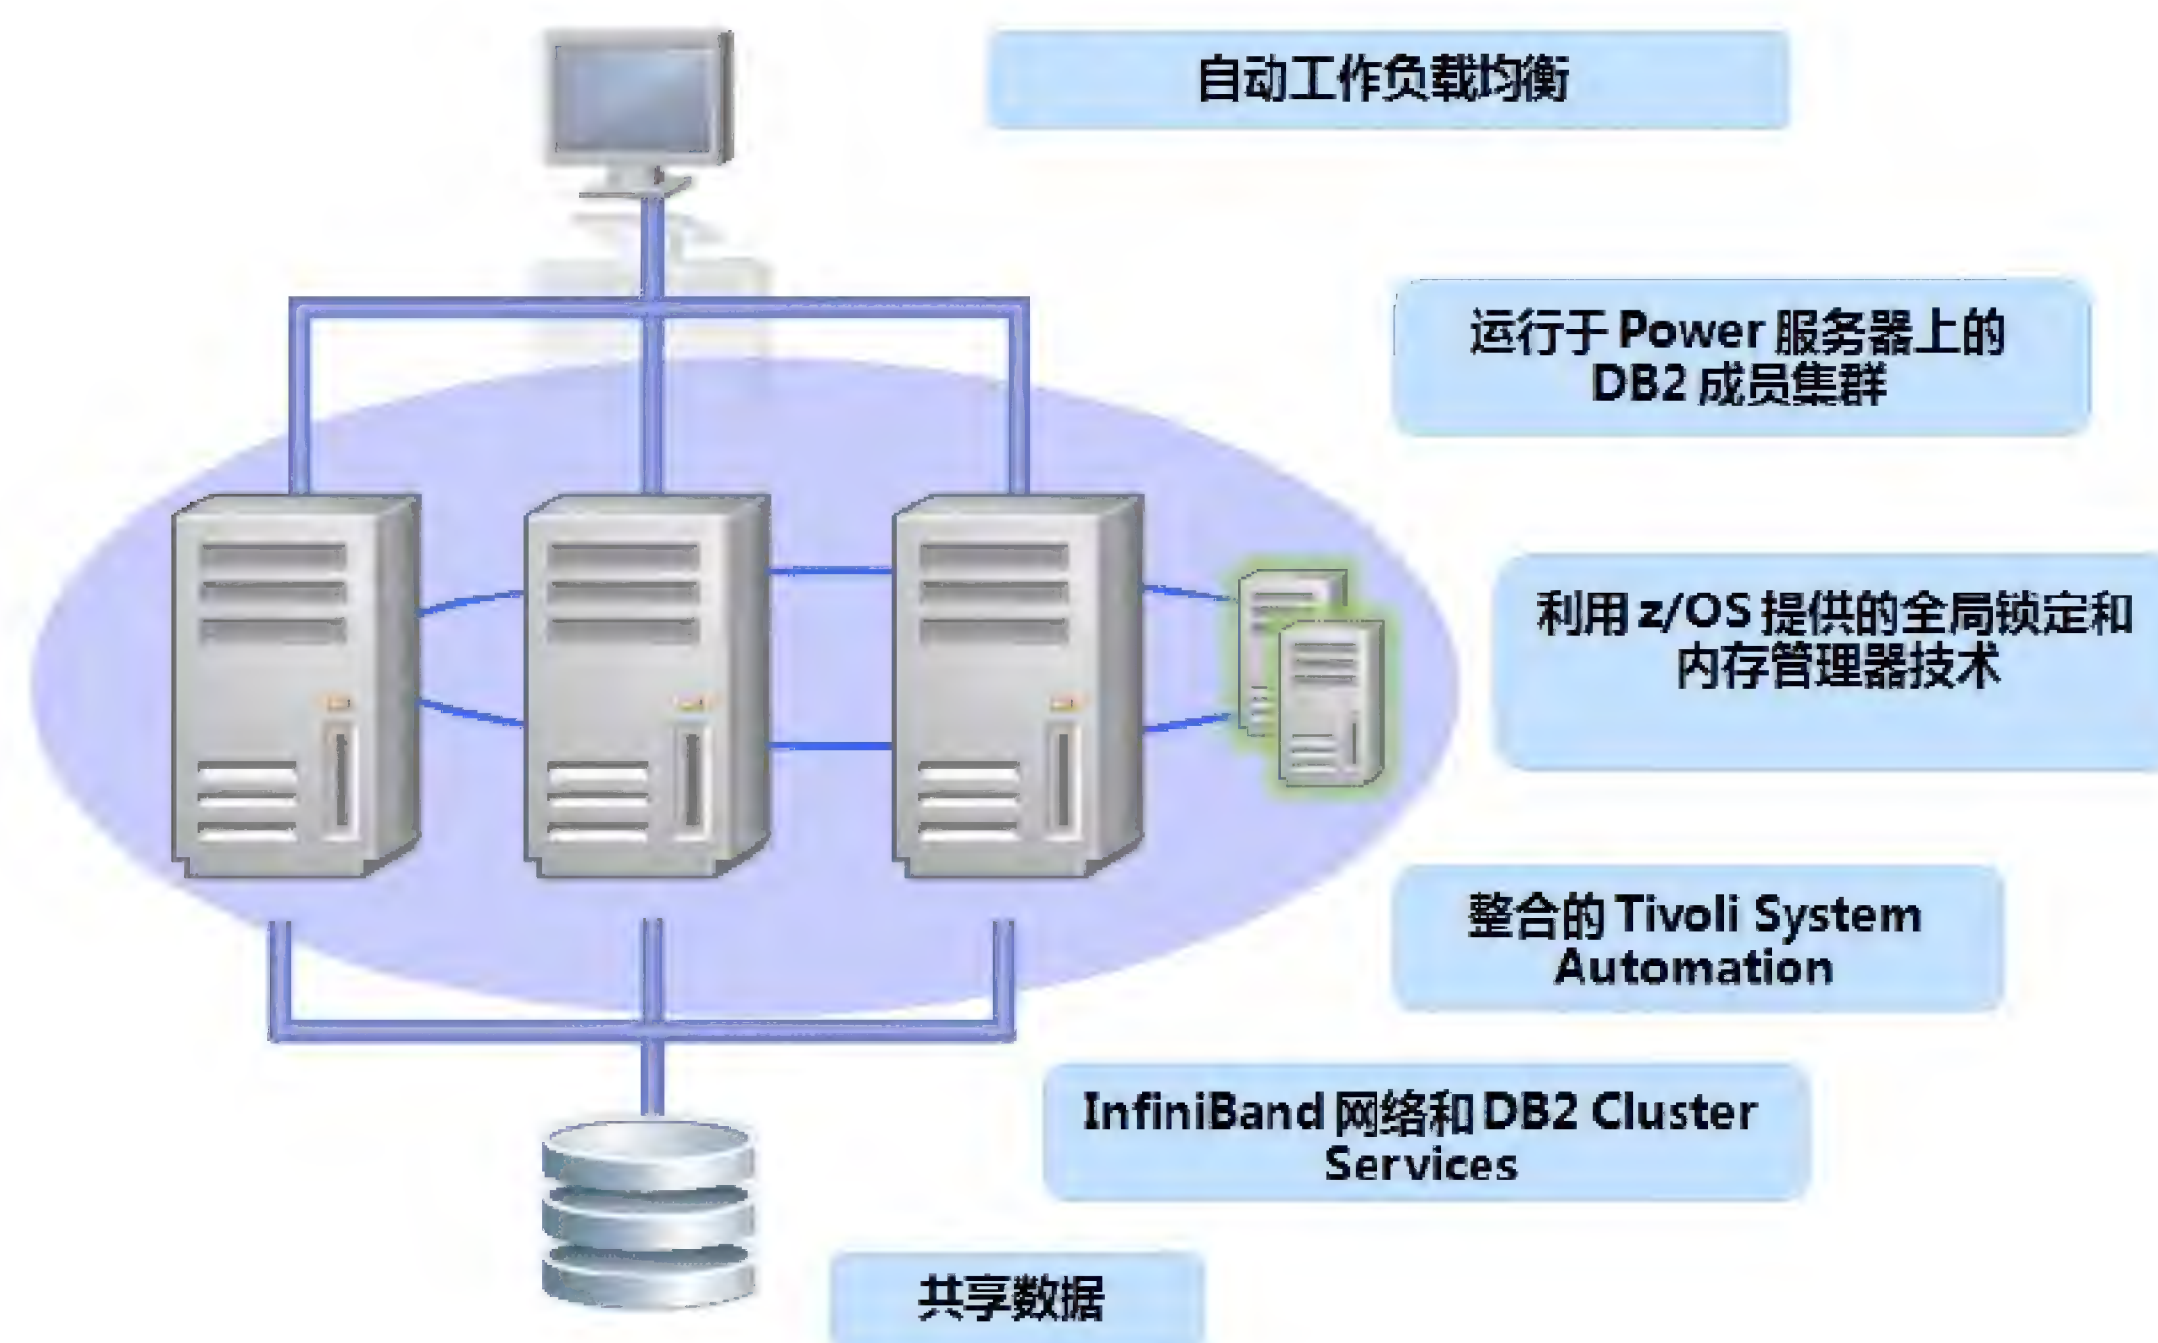 自动工作负载均衡
运行于 Power 服务器上的
DB2 成员集群
利用 z/OS 提供的全局锁定和
内存管理器技术
整合的 Tivoli System
Automation
InfiniBand 网络和 DB2 Cluster
Services
共享数据